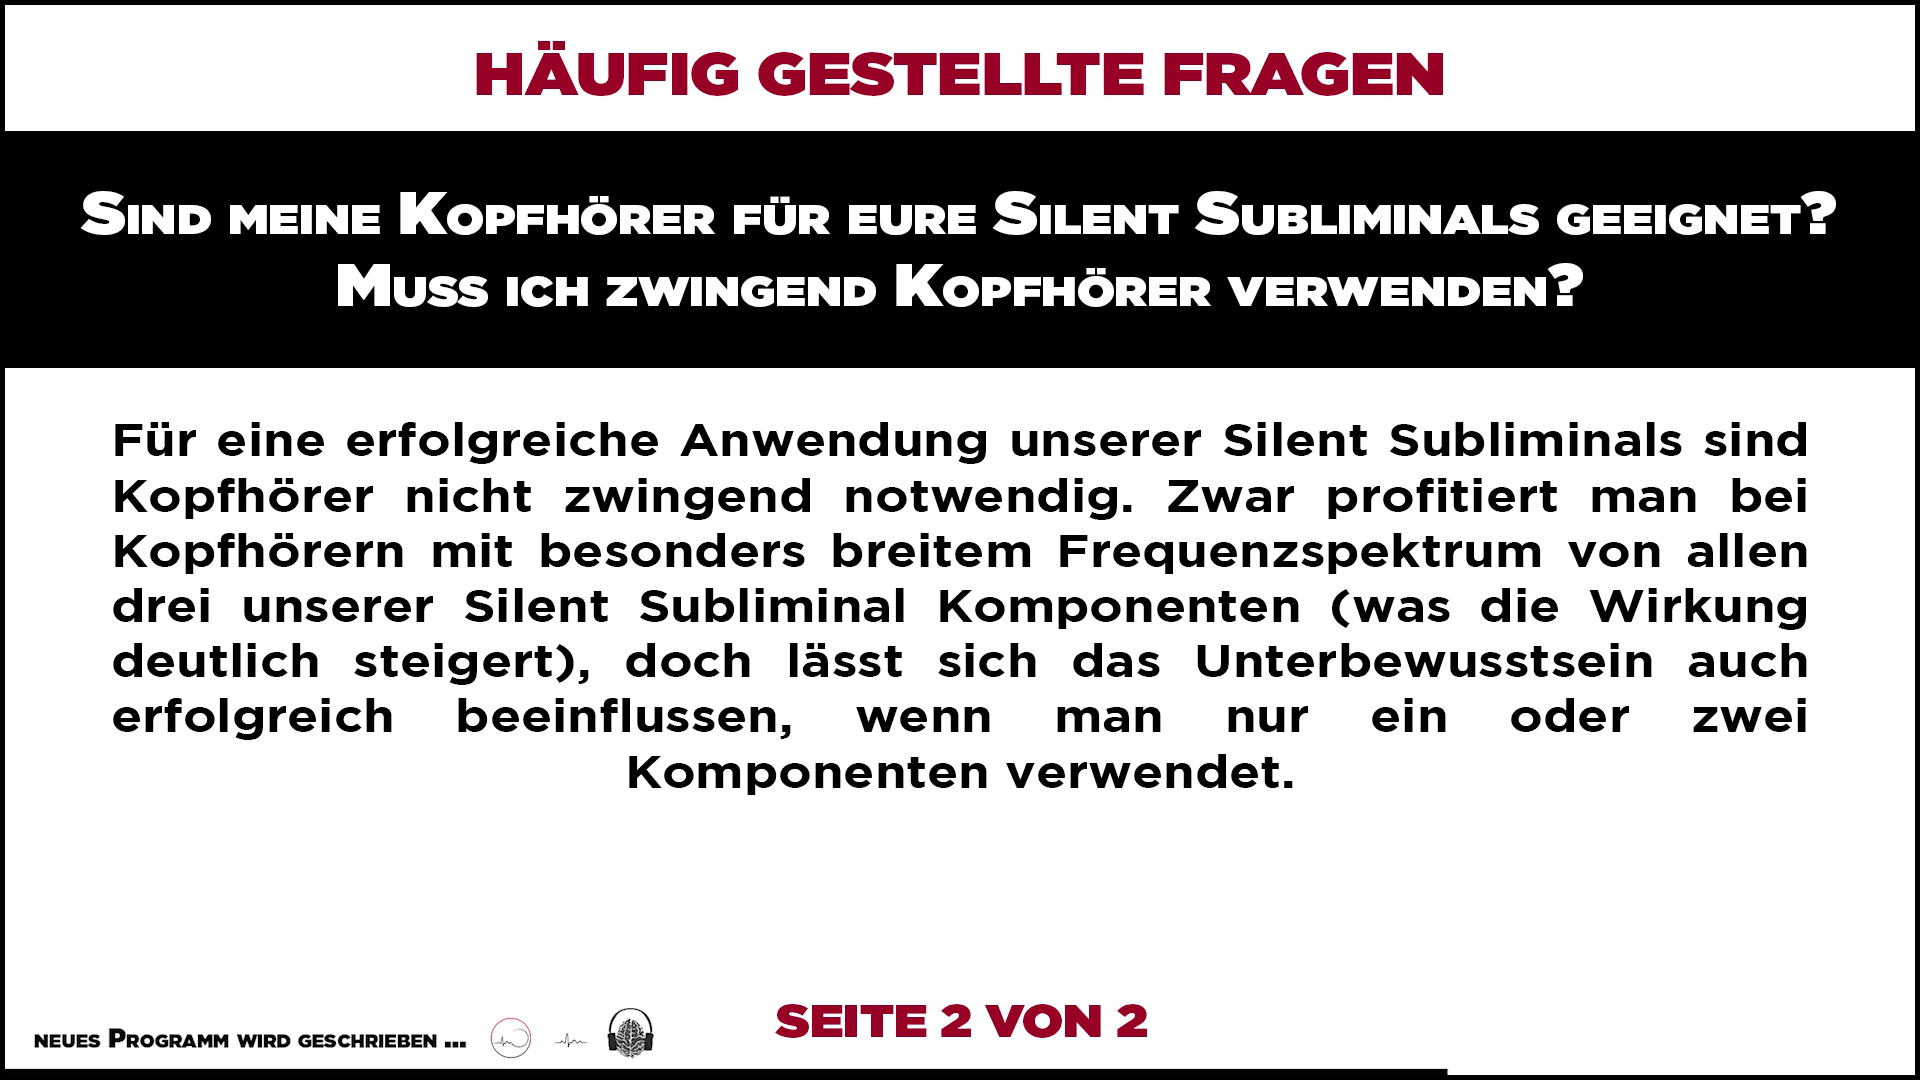 HÄUFIG GESTELLTE FRAGEN
Sind meine Kopfhörer für eure Silent Subliminals geeignet?
Muss ich zwingend Kopfhörer verwenden?
Für eine erfolgreiche Anwendung unserer Silent Subliminals sind
Kopfhörer nicht zwingend notwendig. Zwar profitiert man bei
Kopfhörern mit besonders breitem Frequenzspektrum von allen
drei unserer Silent Subliminal Komponenten (was die Wirkung
deutlich steigert), doch lässt sich das Unterbewusstsein auch
erfolgreich beeinflussen, wenn man nur ein oder zwei
Komponenten verwendet.
SEITE 2 VON 2
neues Programm wird geschrieben ...